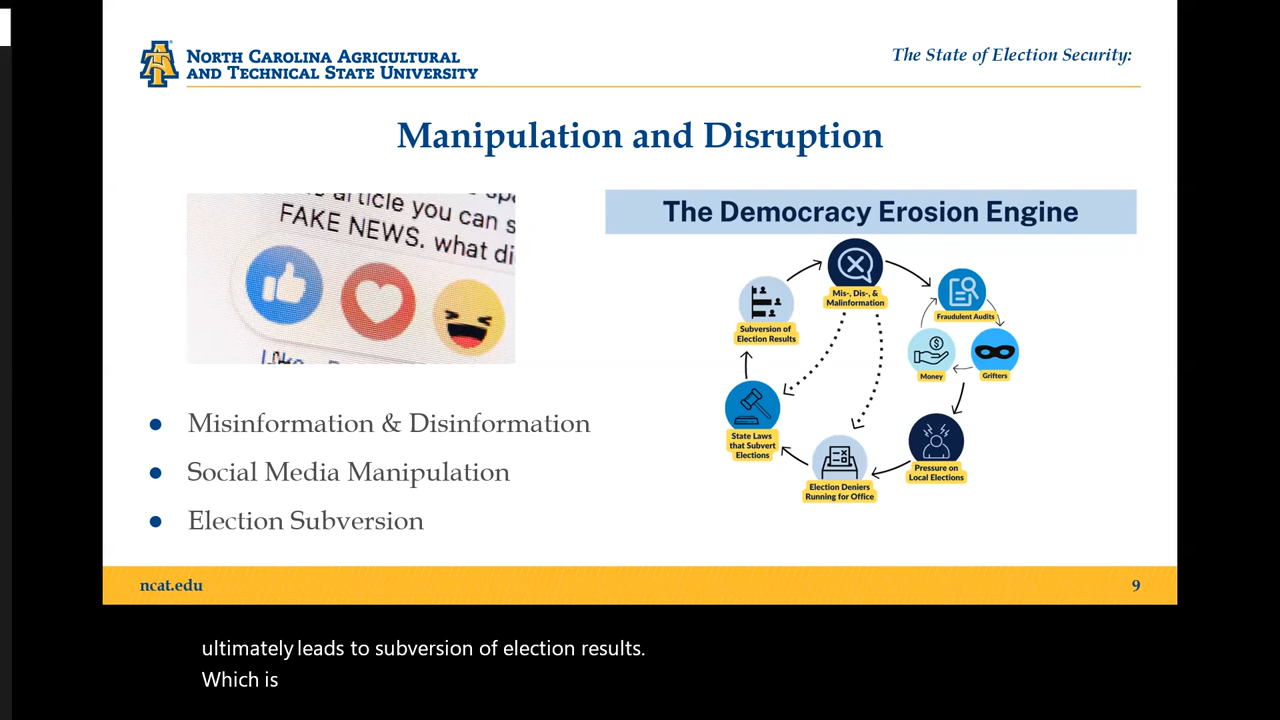 NORTH CAROLINA AGRICULTURAL
AND TECHNICAL STATE UNIVERSITY
The State of Election Security:
Manipulation and Disruption
article you can s
FAKE NEWS. what di
Like
The Democracy Erosion Engine
Mis-, Dis-, &
Malinformation
Fraudulent Audits
Grifters
Money
Pressure on
Local Elections
Election Deniers
Running for Office
State Laws
that Subvert
Elections
Subversion of
Election Results
● Misinformation & Disinformation
● Social Media Manipulation
● Election Subversion
ncat.edu
9
ultimately leads to subversion of election results.
Which is